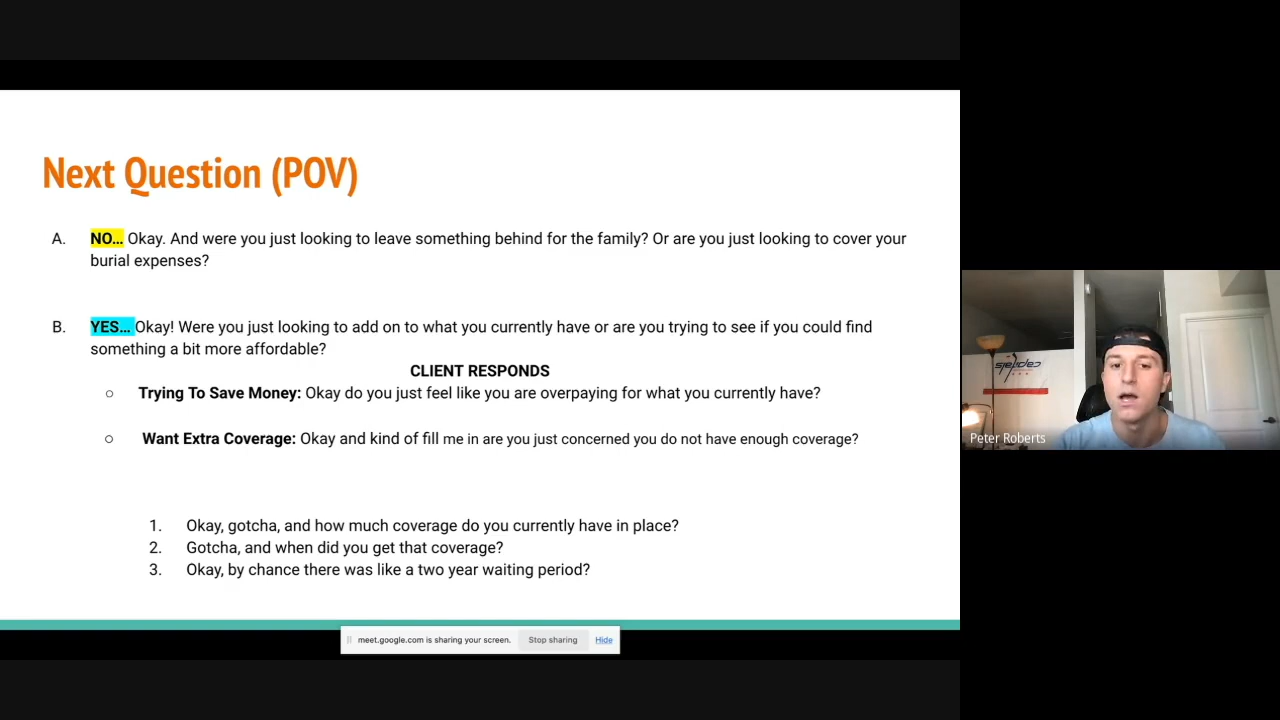 Next Question (POV)
A. NO... Okay. And were you just looking to leave something behind for the family? Or are you just looking to cover your
burial expenses?
B. YES... Okay! Were you just looking to add on to what you currently have or are you trying to see if you could find
something a bit more affordable?
CLIENT RESPONDS
○ Trying To Save Money: Okay do you just feel like you are overpaying for what you currently have?
○ Want Extra Coverage: Okay and kind of fill me in are you just concerned you do not have enough coverage?
1. Okay, gotcha, and how much coverage do you currently have in place?
2. Gotcha, and when did you get that coverage?
3. Okay, by chance there was like a two year waiting period?
meet.google.com is sharing your screen. Stop sharing Hide
Peter Roberts